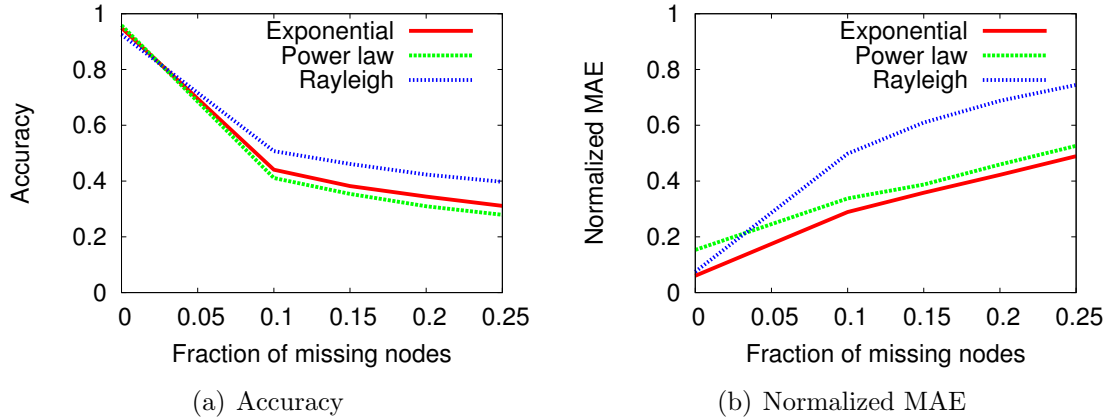 Accuracy
1
0.8
0.6
0.4
0.2
0
0
0.05
0.1
0.15
0.2
0.25
Fraction of missing nodes
Exponential
Power law
Rayleigh
(a) Accuracy
Normalized MAE
1
0.8
0.6
0.4
0.2
0
0
0.05
0.1
0.15
0.2
0.25
Fraction of missing nodes
Exponential
Power law
Rayleigh
(b) Normalized MAE